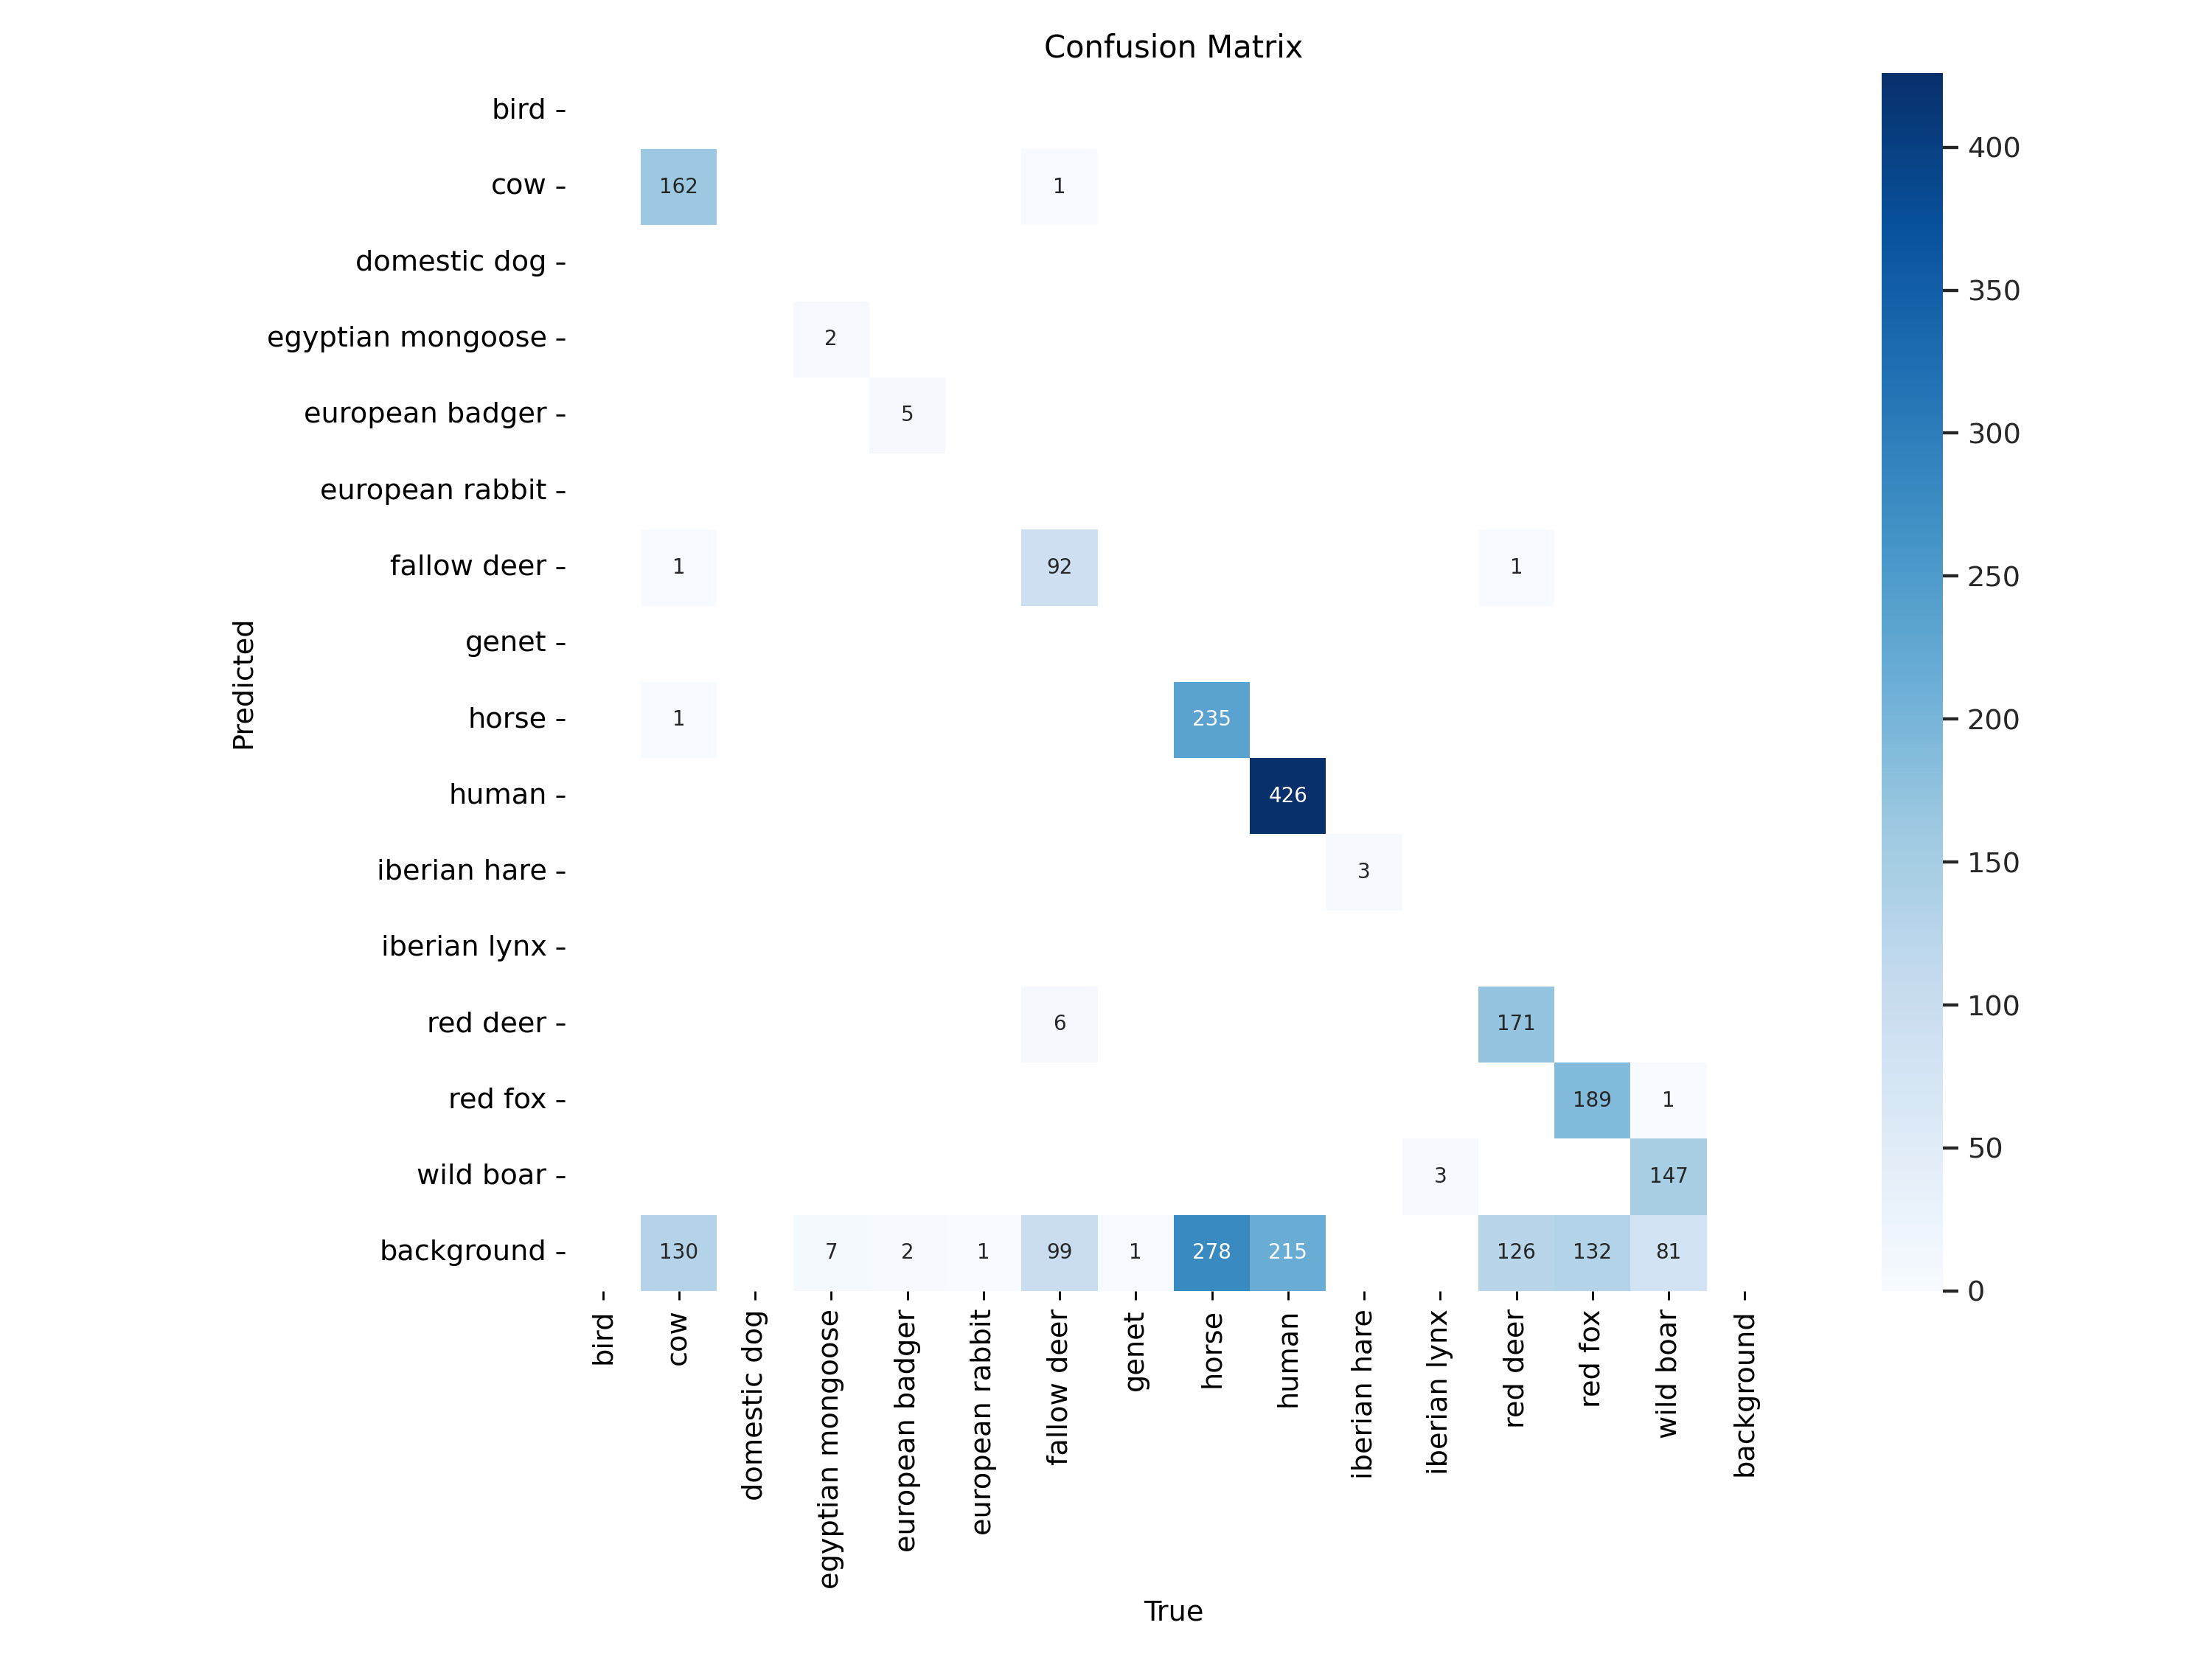 Confusion Matrix
bird
cow 162 1
domestic dog
egyptian mongoose 2
european badger 5
european rabbit
fallow deer 1 92 1
genet
horse 1 235
human 426
iberian hare 3
iberian lynx
red deer 6 171
red fox 189 1
wild boar 3 147
background 130 7 2 1 99 1 278 215 126 132 81
Predicted
bird
cow
domestic dog
egyptian mongoose
european badger
european rabbit
fallow deer
genet
horse
human
iberian hare
iberian lynx
red deer
red fox
wild boar
background
True
400
350
300
250
200
150
100
50
0